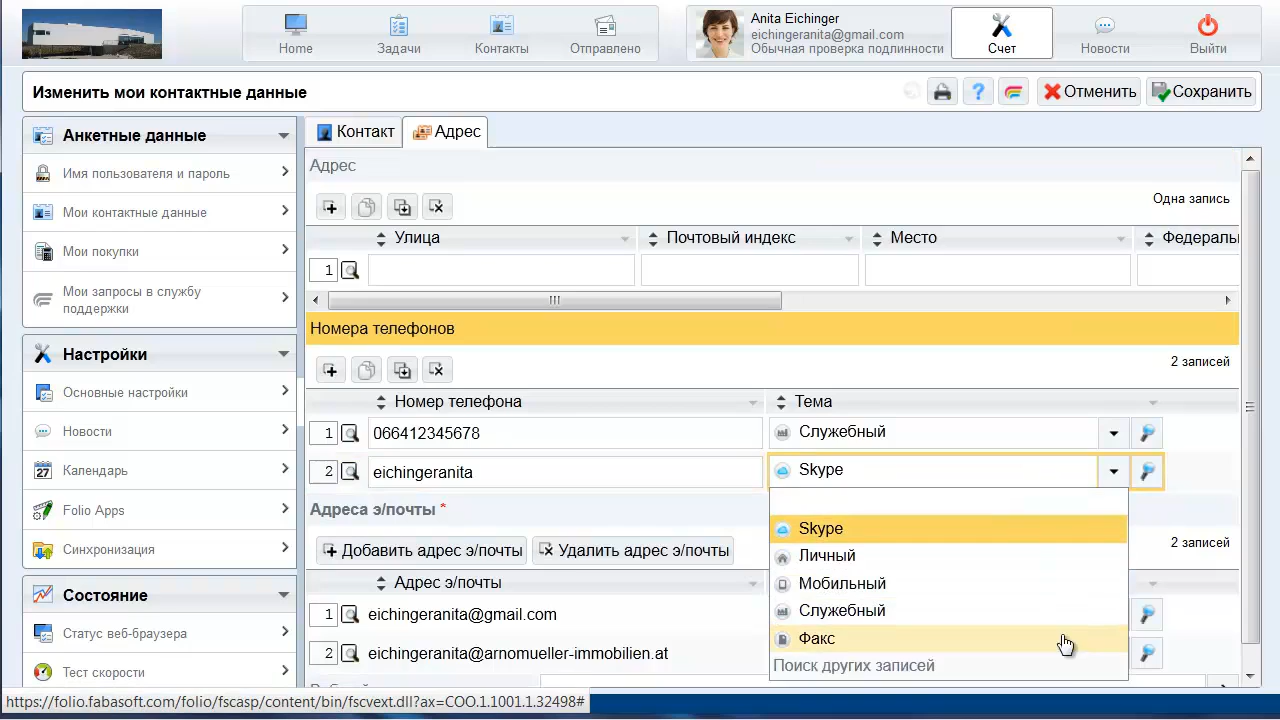 Home
Задачи
Контакты
Отправлено
Anita Eichinger
eichingeranita@gmail.com
Обычная проверка подлинности
Счет
Новости
Выйти
Изменить мои контактные данные
Отменить
Сохранить
Анкетные данные
Имя пользователя и пароль
Мои контактные данные
Мои покупки
Мои запросы в службу
поддержки
Настройки
Основные настройки
Новости
27 Календарь
Folio Apps
Синхронизация
Состояние
Статус веб-браузера
Тест скорости
Контакт
Адрес
Адрес
Одна запись
Улица
Почтовый индекс
Место
Федераль
1
Номера телефонов
2 записей
Номер телефона
Тема
1 066412345678 Служебный
2 eichingeranita Skype
Skype
Личный
Мобильный
Служебный
Факс
Поиск других записей
Адреса э/почты *
Добавить адрес э/почты
Удалить адрес э/почты
2 записей
Адрес э/почты
1 eichingeranita@gmail.com
2 eichingeranita@arnomueller-immobilien.at
https://folio.fabasoft.com/folio/fscasp/content/bin/fscvext.dll?ax=COO.1.1001.1.32498#